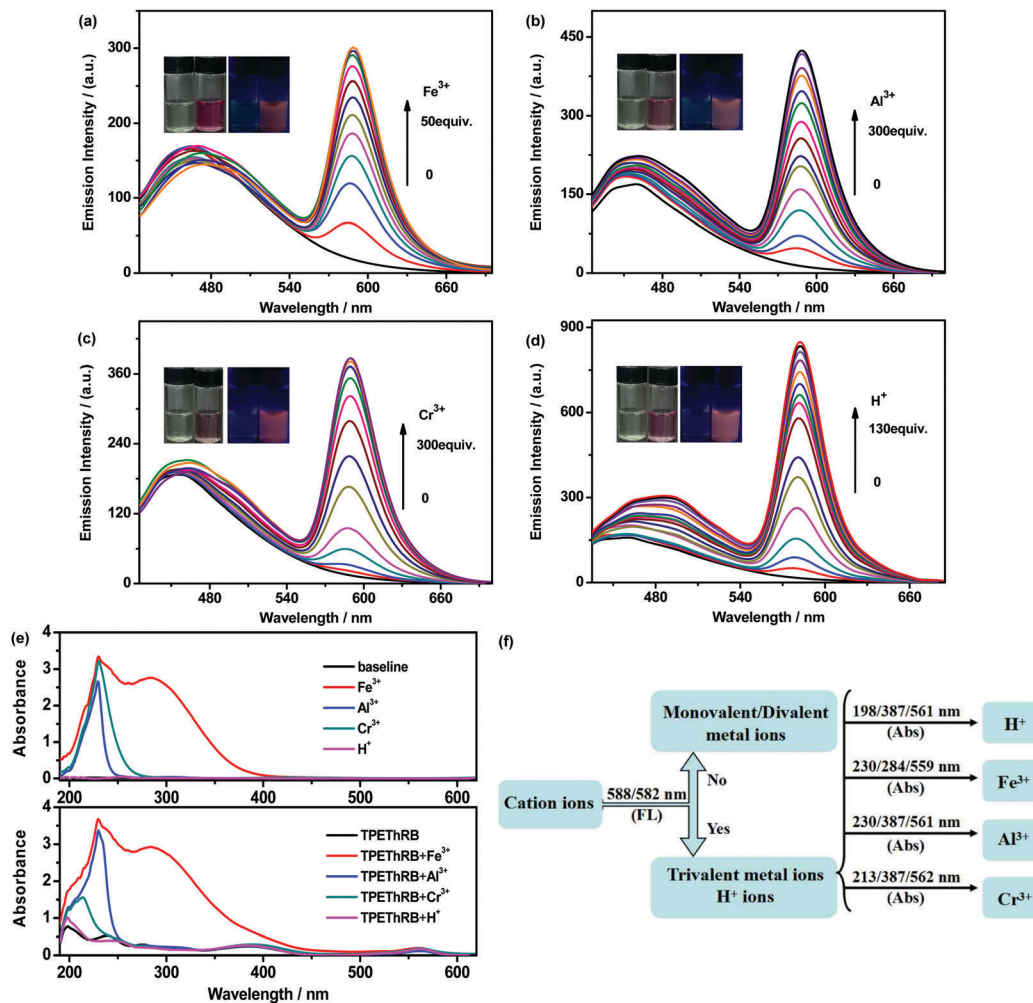 (a)
Emission Intensity / (a.u.)
300
200
100
0
Fe³⁺
50equiv.
0
480 540 600 660
Wavelength / nm
(b)
Emission Intensity / (a.u.)
450
300
150
0
Al³⁺
300equiv.
0
480 540 600 660
Wavelength / nm
(c)
Emission Intensity / (a.u.)
360
240
120
0
Cr³⁺
300equiv.
0
480 540 600 660
Wavelength / nm
(d)
Emission Intensity / (a.u.)
900
600
300
0
H⁺
130equiv.
0
480 540 600 660
Wavelength / nm
(e)
Absorbance
4
3
2
1
0
baseline
Fe³⁺
Al³⁺
Cr³⁺
H⁺
200 300 400 500 600
Absorbance
4
3
2
1
0
TPEThRB
TPEThRB+Fe³⁺
TPEThRB+Al³⁺
TPEThRB+Cr³⁺
TPEThRB+H⁺
200 300 400 500 600
Wavelength / nm
(f)
Cation ions
588/582 nm
(FL)
Monovalent/Divalent
metal ions
No
Yes
Trivalent metal ions
H⁺ ions
198/387/561 nm
(Abs)
H⁺
230/284/559 nm
(Abs)
Fe³⁺
230/387/561 nm
(Abs)
Al³⁺
213/387/562 nm
(Abs)
Cr³⁺